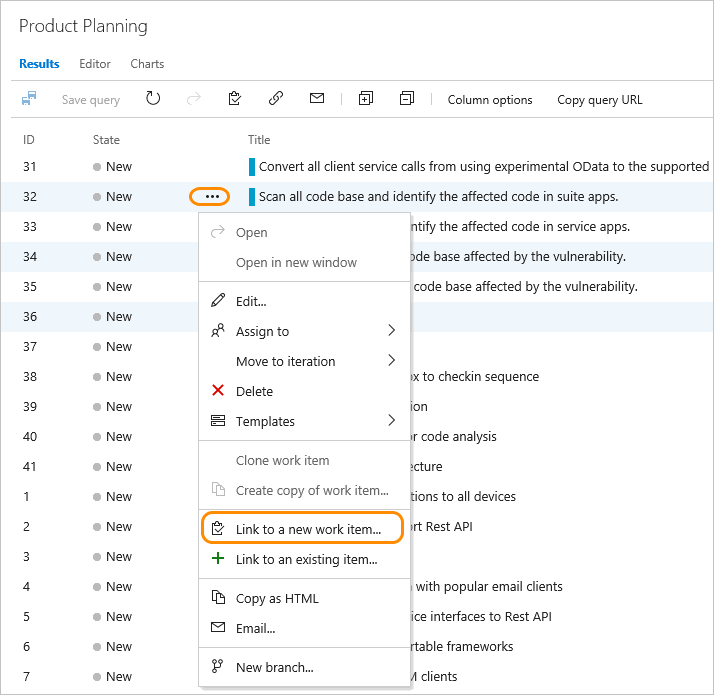 Product Planning
Results Editor Charts
Save query Column options Copy query URL
ID State Title
31 New Convert all client service calls from using experimental OData to the supported
32 New ••• Scan all code base and identify the affected code in suite apps.
33 New ntify the affected code in service apps.
Open
34 New ode base affected by the vulnerability.
Open in new window
35 New code base affected by the vulnerability.
Edit...
36 New
Assign to
37 New
Move to iteration
38 New ox to checkin sequence
Delete
39 New ion
Templates
40 New or code analysis
Clone work item
41 New ecture
Create copy of work item...
1 New tions to all devices
2 New ort Rest API
Link to a new work item...
3 New
Link to an existing item...
4 New n with popular email clients
Copy as HTML
5 New ice interfaces to Rest API
Email...
6 New rtable frameworks
New branch...
7 New M clients